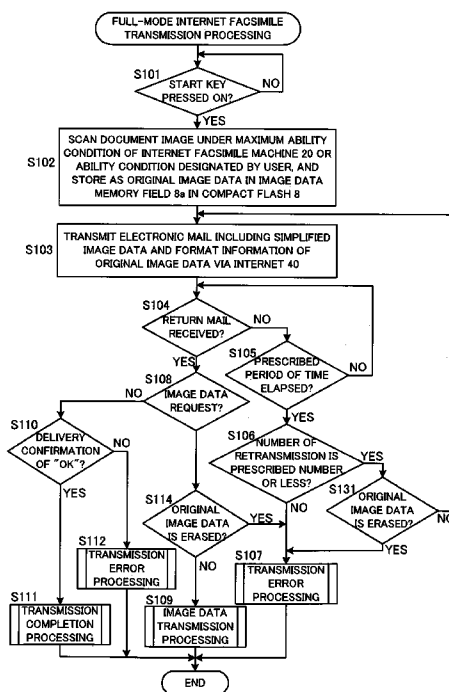 FULL-MODE INTERNET FACSIMILE
TRANSMISSION PROCESSING
S101
START KEY
PRESSED ON?
NO
YES
S102
SCAN DOCUMENT IMAGE UNDER MAXIMUM ABILITY
CONDITION OF INTERNET FACSIMILE MACHINE 20 OR
ABILITY CONDITION DESIGNATED BY USER, AND
STORE AS ORIGINAL IMAGE DATA IN IMAGE DATA
MEMORY FIELD 8a IN COMPACT FLASH 8
S103
TRANSMIT ELECTRONIC MAIL INCLUDING SIMPLIFIED
IMAGE DATA AND FORMAT INFORMATION OF
ORIGINAL IMAGE DATA VIA INTERNET 40
S104
RETURN MAIL
RECEIVED?
NO
YES
S105
PRESCRIBED
PERIOD OF TIME
ELAPSED?
NO
YES
S108
IMAGE DATA
REQUEST?
NO
S110
DELIVERY
CONFIRMATION
OF "OK"?
NO
YES
S106
NUMBER OF
RETRANSMISSION IS
PRESCRIBED NUMBER
OR LESS?
YES
NO
S131
ORIGINAL
IMAGE DATA
IS ERASED?
NO
YES
S114
ORIGINAL
IMAGE DATA
IS ERASED?
YES
NO
S112
TRANSMISSION
ERROR
PROCESSING
S107
TRANSMISSION
ERROR
PROCESSING
S111
TRANSMISSION
COMPLETION
PROCESSING
S109
IMAGE DATA
TRANSMISSION
PROCESSING
END